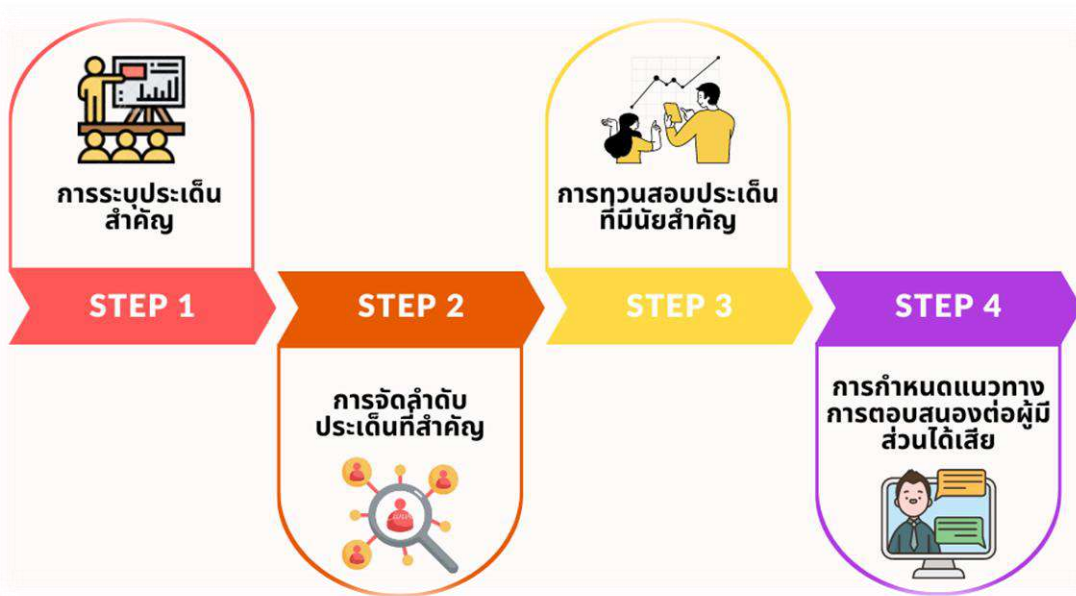 การระบุประเด็น
สำคัญ
STEP 1
STEP 2
การจัดลำดับ
ประเด็นที่สำคัญ
การทวนสอบประเด็น
ที่มีนัยสำคัญ
STEP 3
STEP 4
การกำหนดแนวทาง
การตอบสนองต่อผู้มี
ส่วนได้เสีย